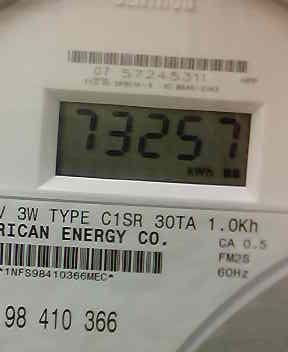 07 57245311
73257
KWh
V 3W TYPE C1SR 30TA 1.0Kh
RICAN ENERGY CO.
CA 0.5
FM2S
60Hz
*1NFS98410366MEC*
98 410 366